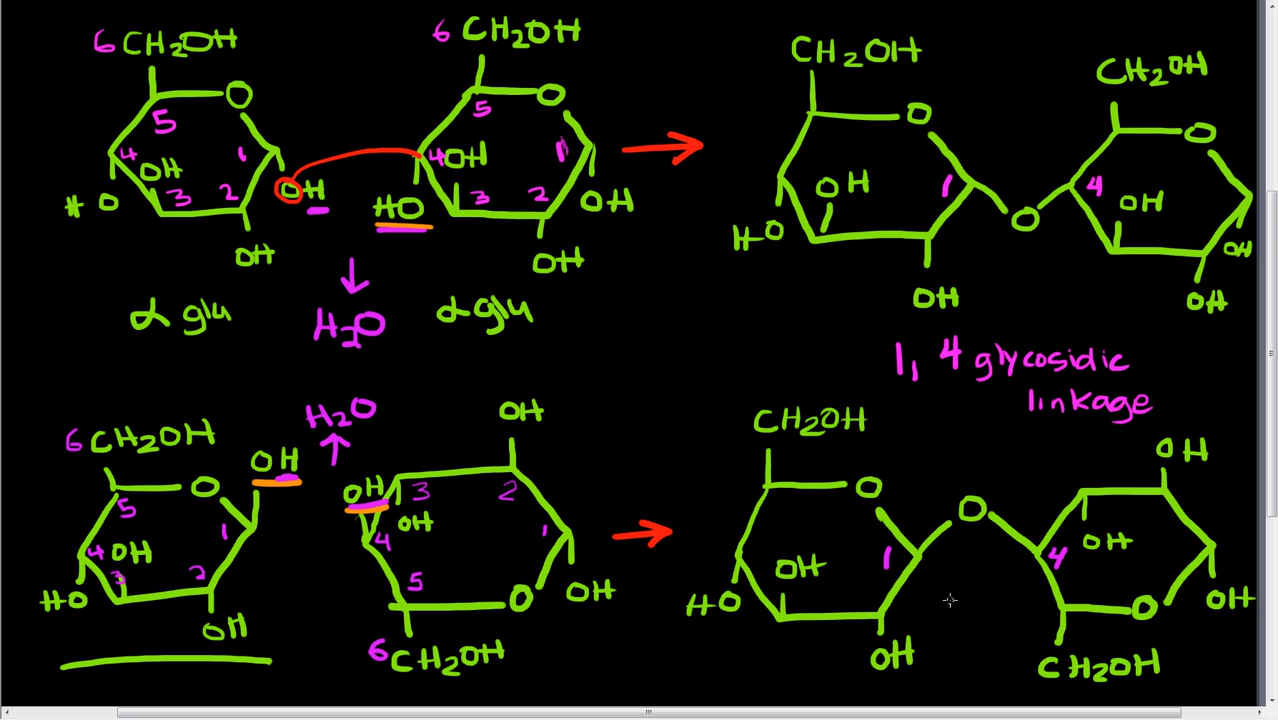 6 CH2OH
5 O
4 OH 1
H O 3 2 OH
OH
α glu
6 CH2OH
5 O
4 OH 1
HO 3 2 OH
OH
α glu
↓
H2O
→
CH2OH
O
OH 1
HO
OH
O
CH2OH
O
4 OH
OH
OH
1, 4 glycosidic
linkage
H2O
↑
6 CH2OH
OH
5 O
1
4 OH
HO 3 2
OH
OH
OH 3 2
OH
4 1
5 O OH
6 CH2OH
→
CH2OH
O
1
OH
HO
OH
O
OH
OH
4
O OH
CH2OH